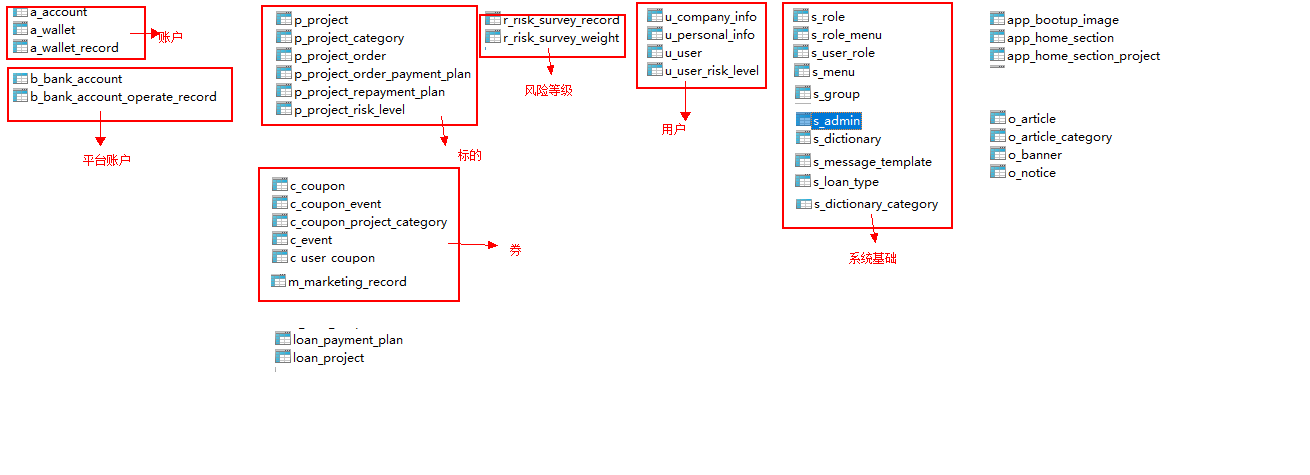 a_account
a_wallet
a_wallet_record
账户
b_bank_account
b_bank_account_operate_record
平台账户
p_project
p_project_category
p_project_order
p_project_order_payment_plan
p_project_repayment_plan
p_project_risk_level
标的
r_risk_survey_record
r_risk_survey_weight
风险等级
u_company_info
u_personal_info
u_user
u_user_risk_level
用户
s_role
s_role_menu
s_user_role
s_menu
s_group
s_admin
s_dictionary
s_message_template
s_loan_type
s_dictionary_category
系统基础
app_bootup_image
app_home_section
app_home_section_project
o_article
o_article_category
o_banner
o_notice
c_coupon
c_coupon_event
c_coupon_project_category
c_event
c_user_coupon
m_marketing_record
券
loan_payment_plan
loan_project